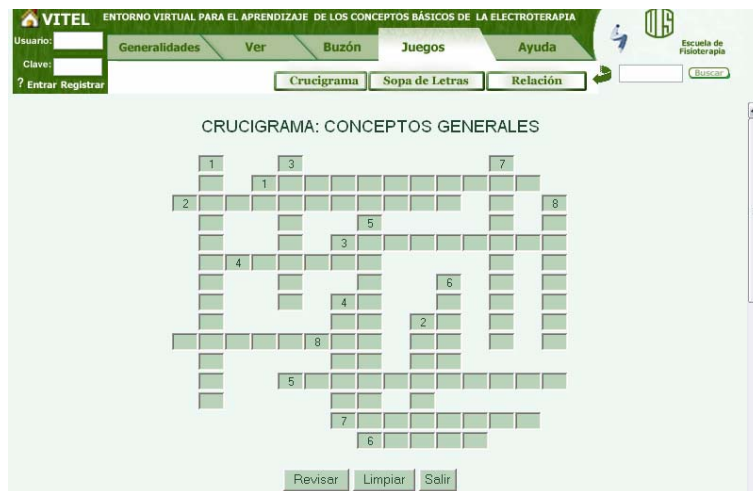 VITEL ENTORNO VIRTUAL PARA EL APRENDIZAJE DE LOS CONCEPTOS BÁSICOS DE LA ELECTROTERAPIA
Usuario:
Generalidades Ver Buzón Juegos Ayuda
Escuela de
Fisioterapia
Clave:
? Entrar Registrar
Crucigrama Sopa de Letras Relación
Buscar
CRUCIGRAMA: CONCEPTOS GENERALES
1 3 7
1
2 8
5
3
4
6
4
2
8
5
7
6
Revisar Limpiar Salir